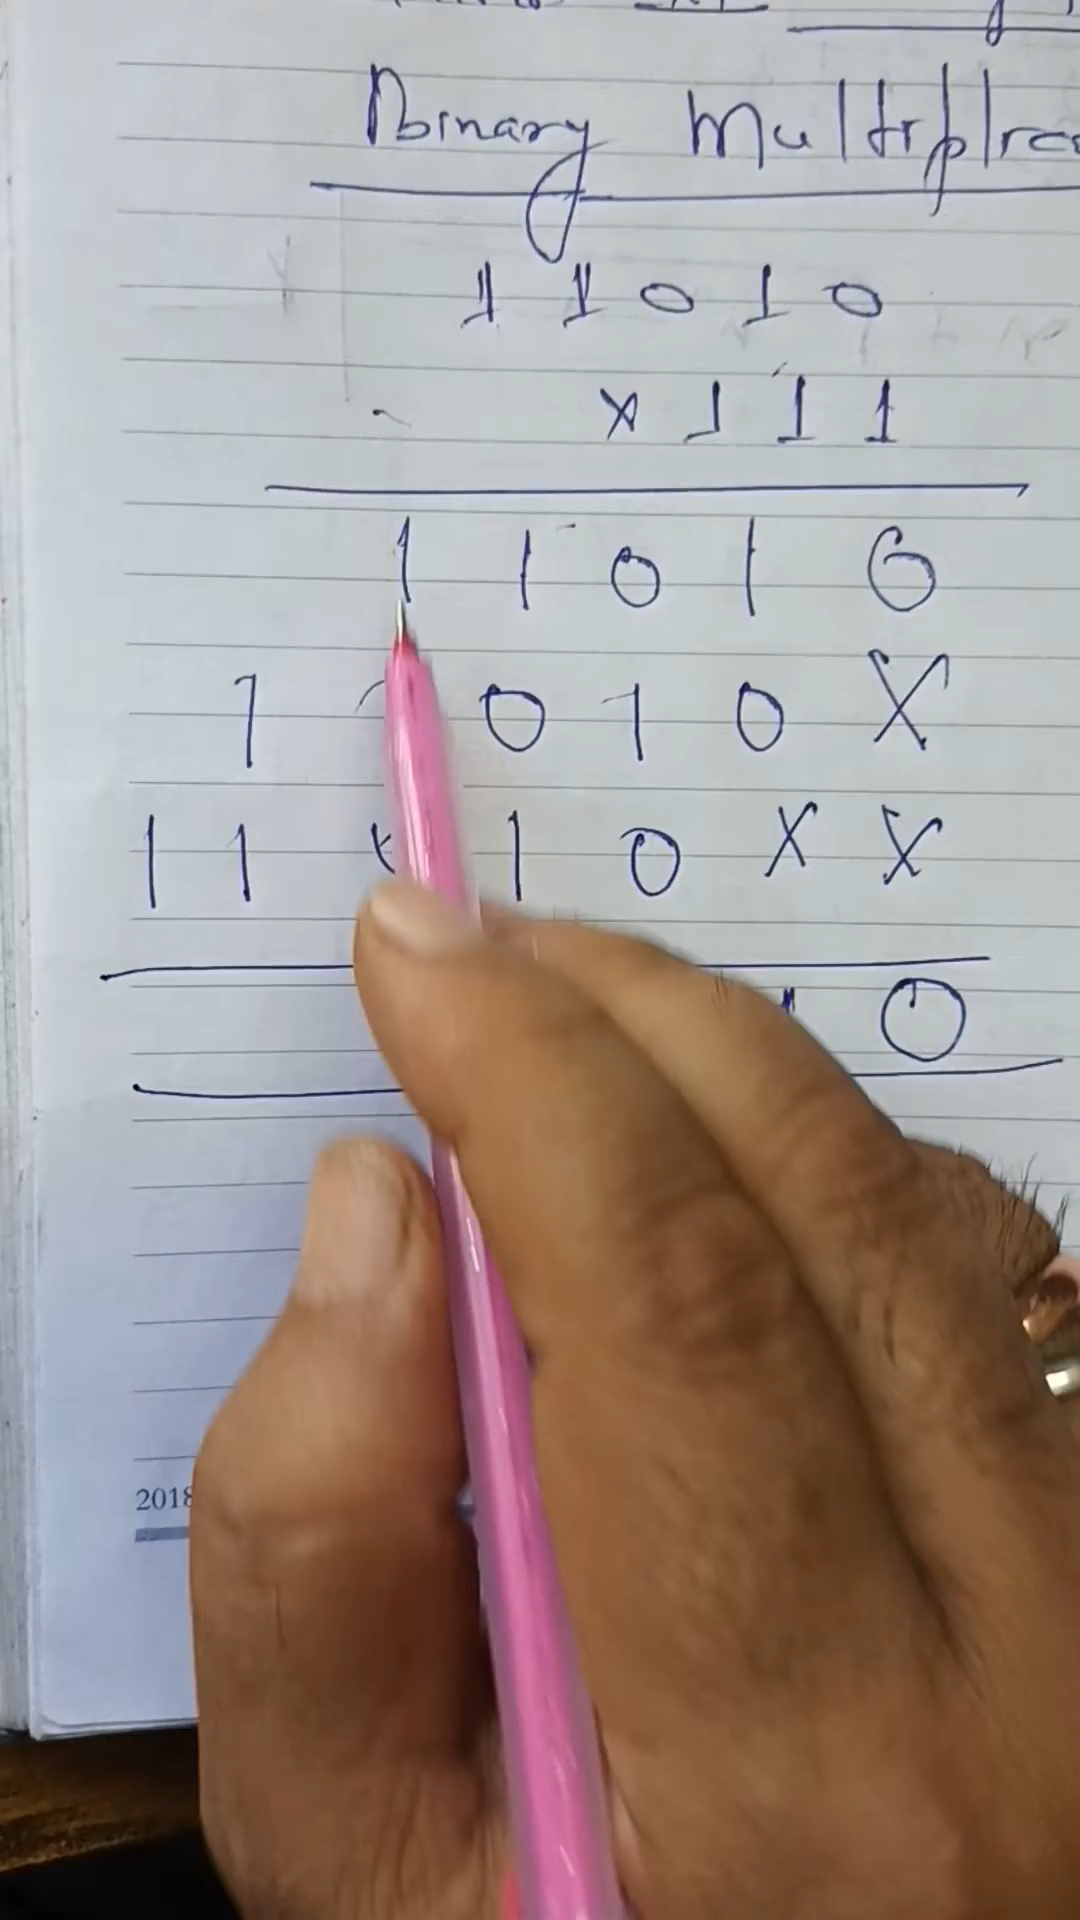 Binary
1 1 0 1 0
x 1 1 1
1 1 0 1 0
1 1 0 1 0 X
1 1 1 0 X X
0
2018